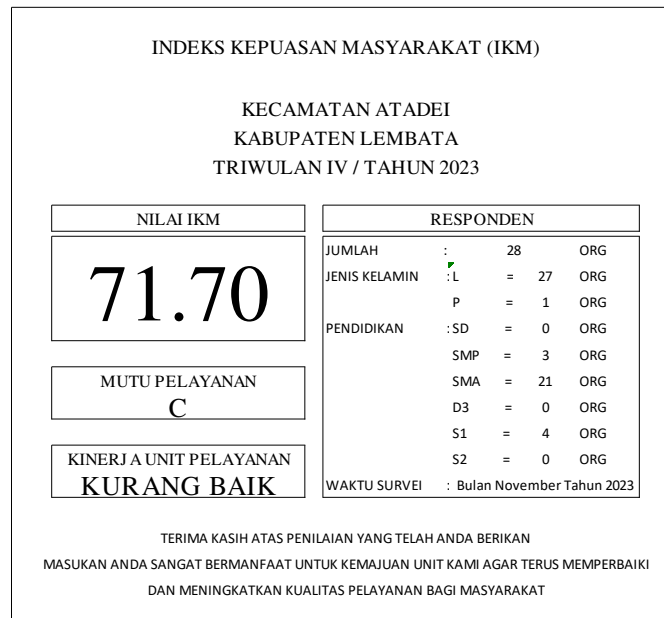 INDEKS KEPUASAN MASYARAKAT (IKM)
KECAMATAN ATADEI
KABUPATEN LEMBATA
TRIWULAN IV / TAHUN 2023
NILAI IKM
71.70
MUTU PELAYANAN
C
KINERJA UNIT PELAYANAN
KURANG BAIK
RESPONDEN
JUMLAH : 28 ORG
JENIS KELAMIN : L = 27 ORG
P = 1 ORG
PENDIDIKAN : SD = 0 ORG
SMP = 3 ORG
SMA = 21 ORG
D3 = 0 ORG
S1 = 4 ORG
S2 = 0 ORG
WAKTU SURVEI : Bulan November Tahun 2023
TERIMA KASIH ATAS PENILAIAN YANG TELAH ANDA BERIKAN
MASUKAN ANDA SANGAT BERMANFAAT UNTUK KEMAJUAN UNIT KAMI AGAR TERUS MEMPERBAIKI
DAN MENINGKATKAN KUALITAS PELAYANAN BAGI MASYARAKAT